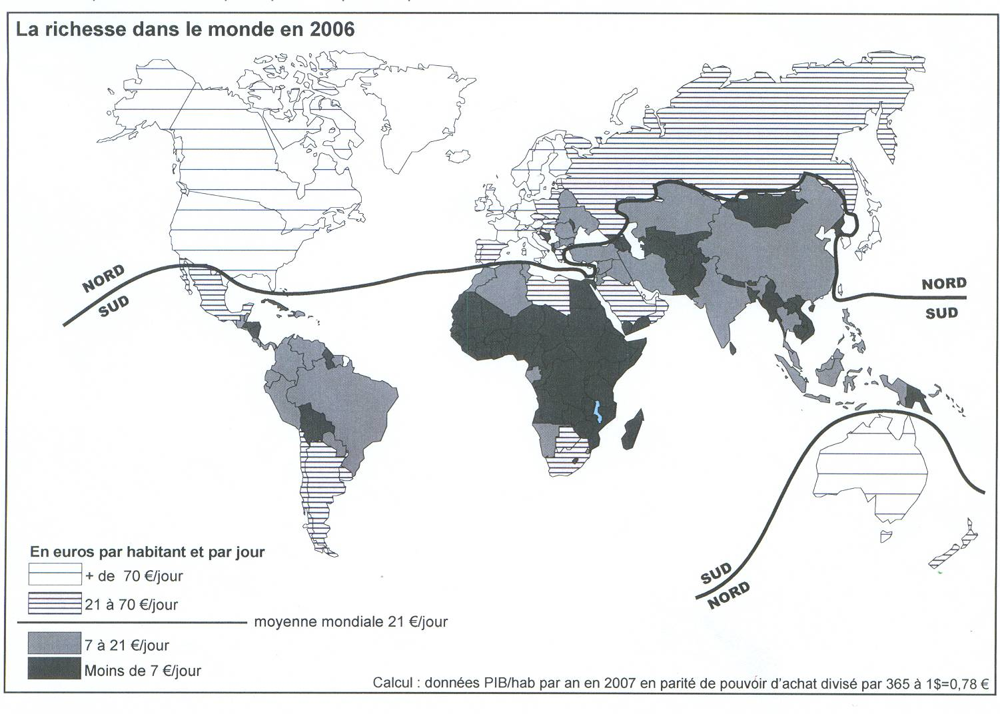 La richesse dans le monde en 2006
NORD
SUD
NORD
SUD
SUD
NORD
En euros par habitant et par jour
+ de 70 €/jour
21 à 70 €/jour
moyenne mondiale 21 €/jour
7 à 21 €/jour
Moins de 7 €/jour
Calcul : données PIB/hab par an en 2007 en parité de pouvoir d'achat divisé par 365 à 1$=0,78 €